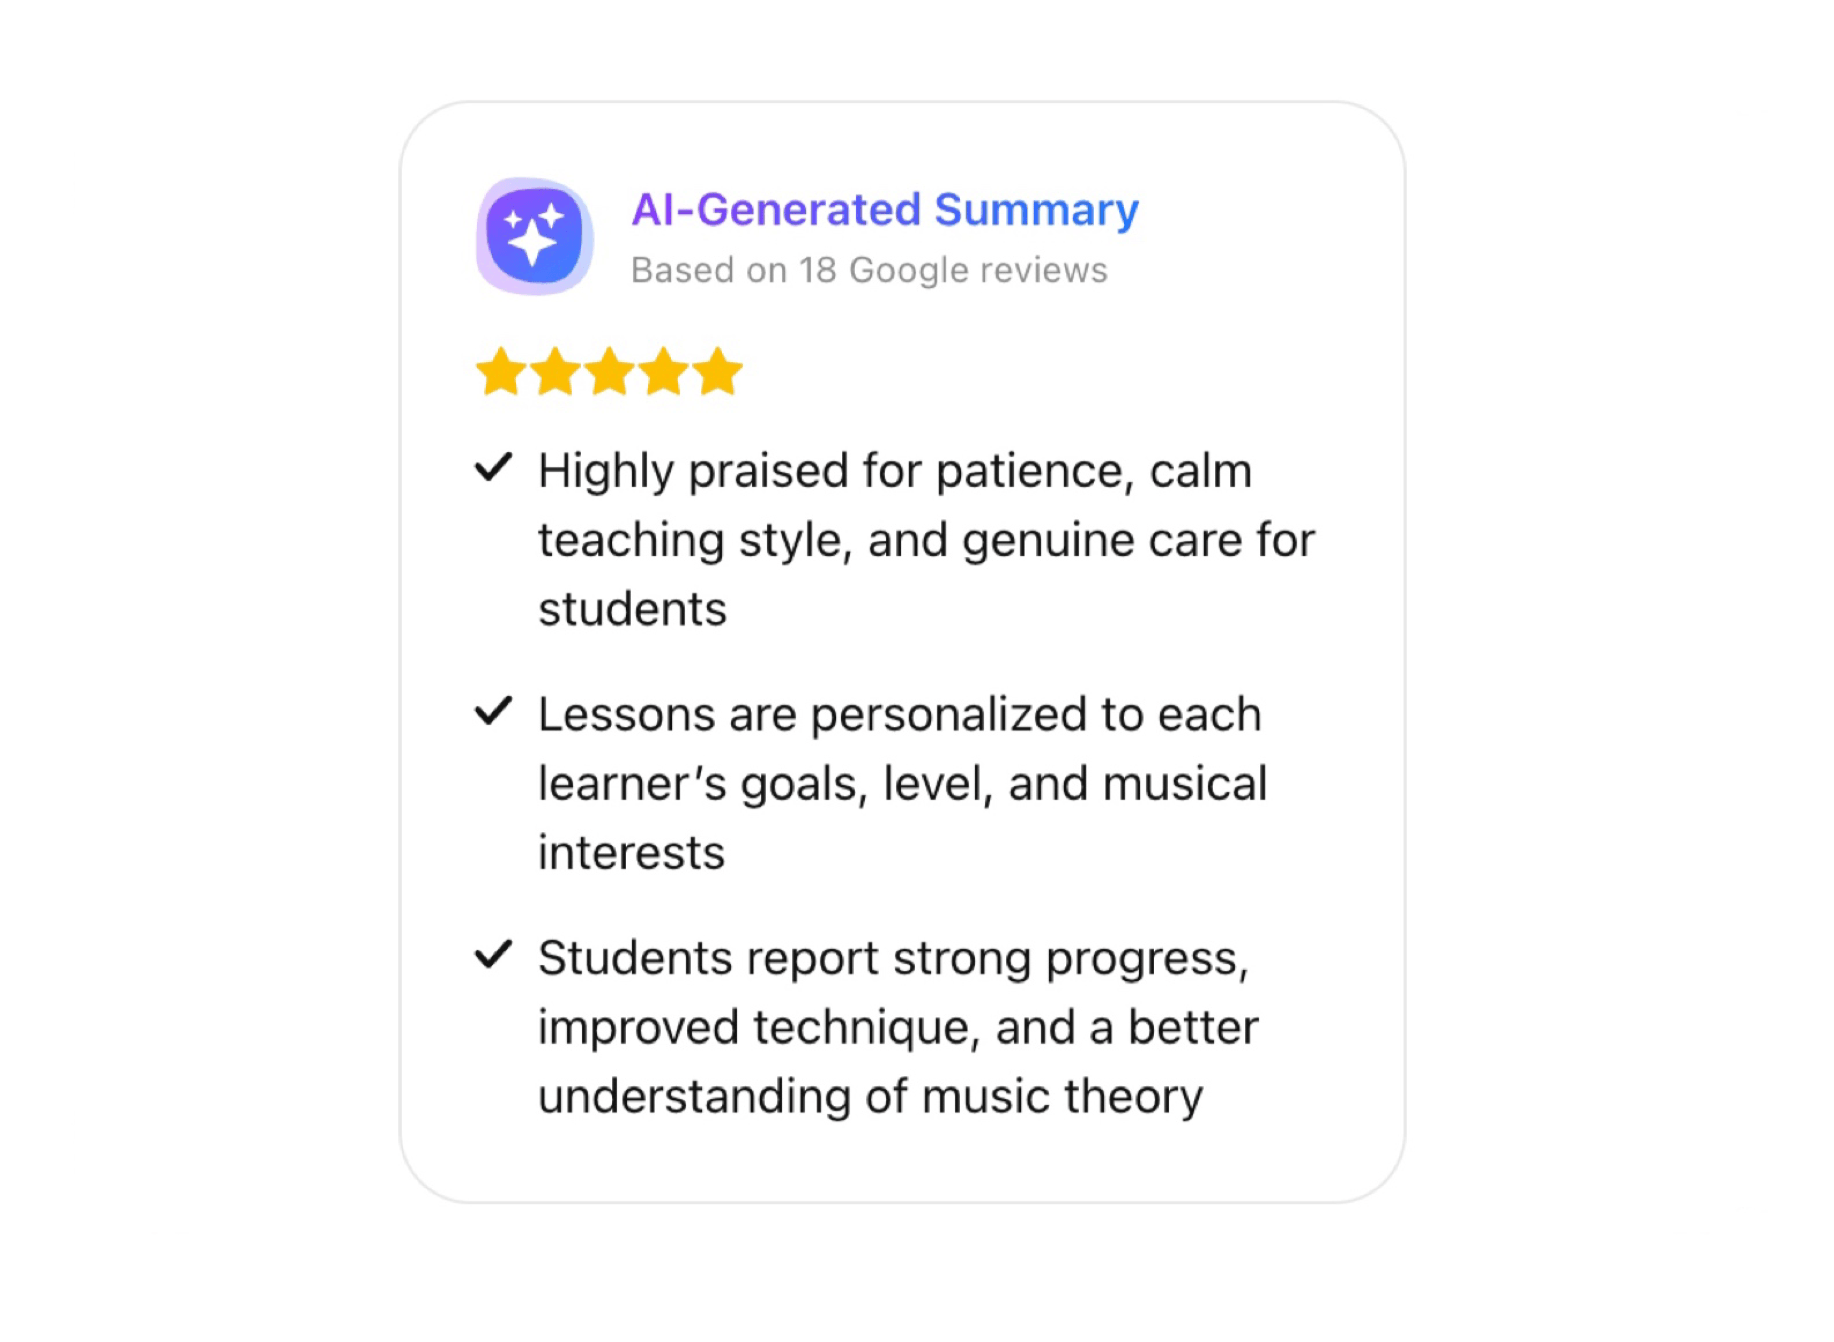 AI-Generated Summary
Based on 18 Google reviews
Highly praised for patience, calm
teaching style, and genuine care for
students
Lessons are personalized to each
learner’s goals, level, and musical
interests
Students report strong progress,
improved technique, and a better
understanding of music theory